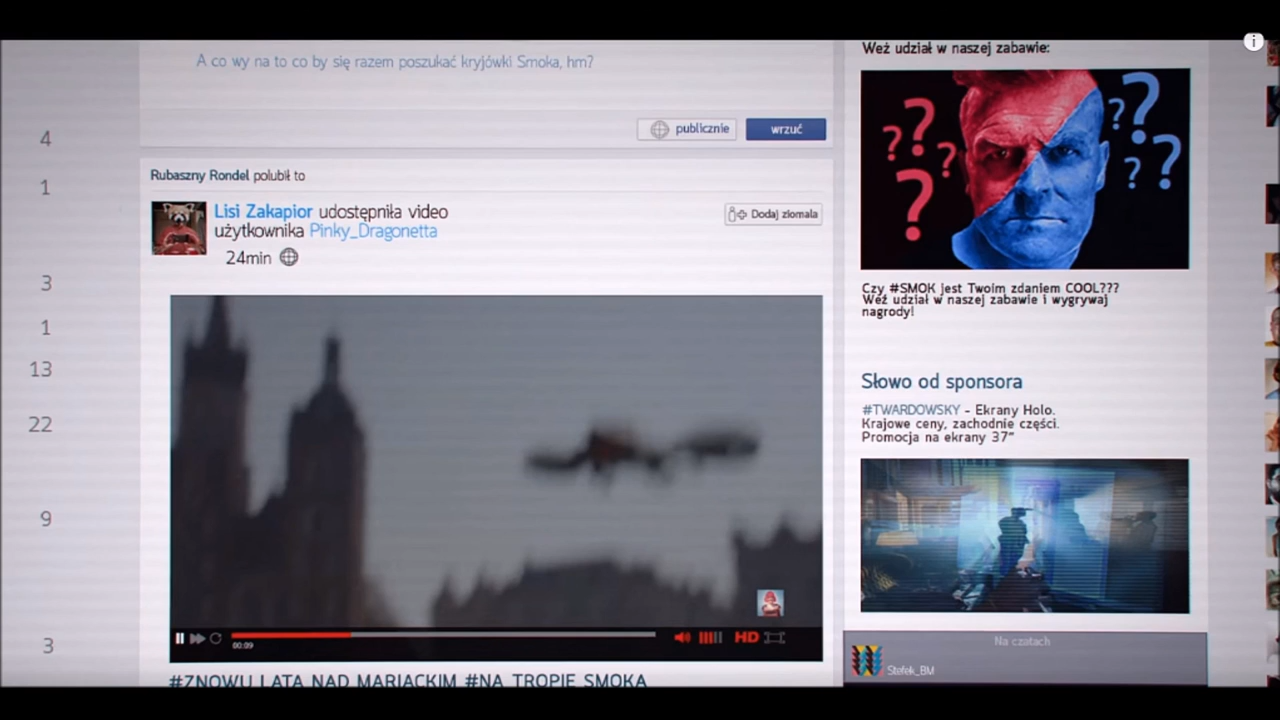 A co wy na to co by się razem poszukać kryjówki Smoka, hm?
publicznie
wrzuć
Rubaszny Rondel polubił to
Lisi Zakapior udostępniła video
użytkownika Pinky_Dragonetta
Dodaj ziomala
24min
00:09
HD
#ZNOWU LATA NAD MARIACKIM #NA TROPIE SMOKA
4
1
3
1
13
22
9
3
Weź udział w naszej zabawie:
? ? ? ?
? ? ? ?
Czy #SMOK jest Twoim zdaniem COOL???
Weź udział w naszej zabawie i wygrywaj
nagrody!
Słowo od sponsora
#TWARDOWSKY - Ekrany Holo.
Krajowe ceny, zachodnie części.
Promocja na ekrany 37"
Na czatach
Stefek_BM
i